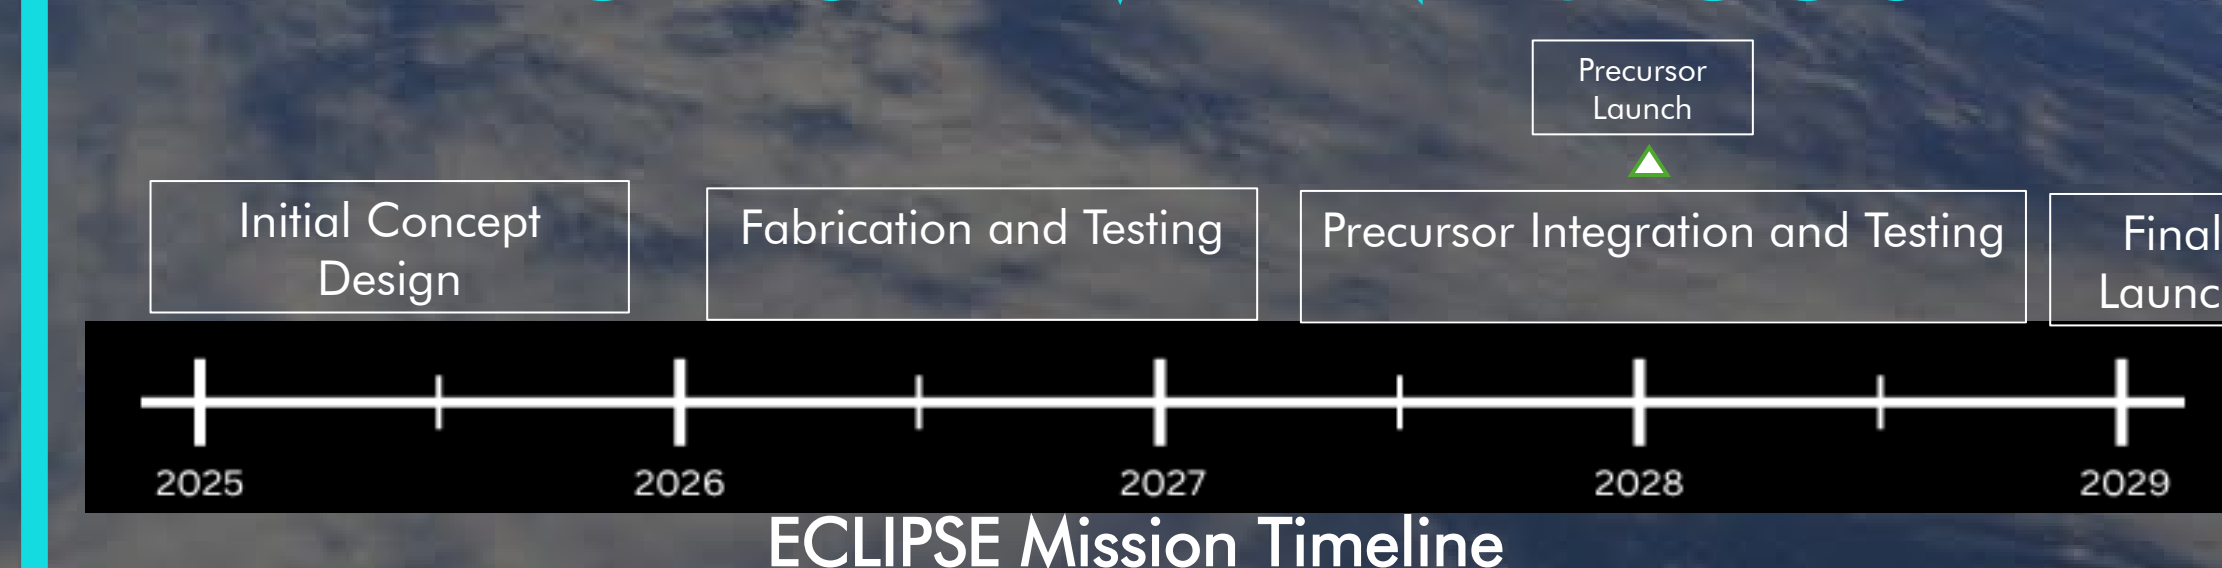 Precursor
Launch
Initial Concept
Design
Fabrication and Testing
Precursor Integration and Testing
Final
2025
2026
2027
2028
2029
ECLIPSE Mission Timeline